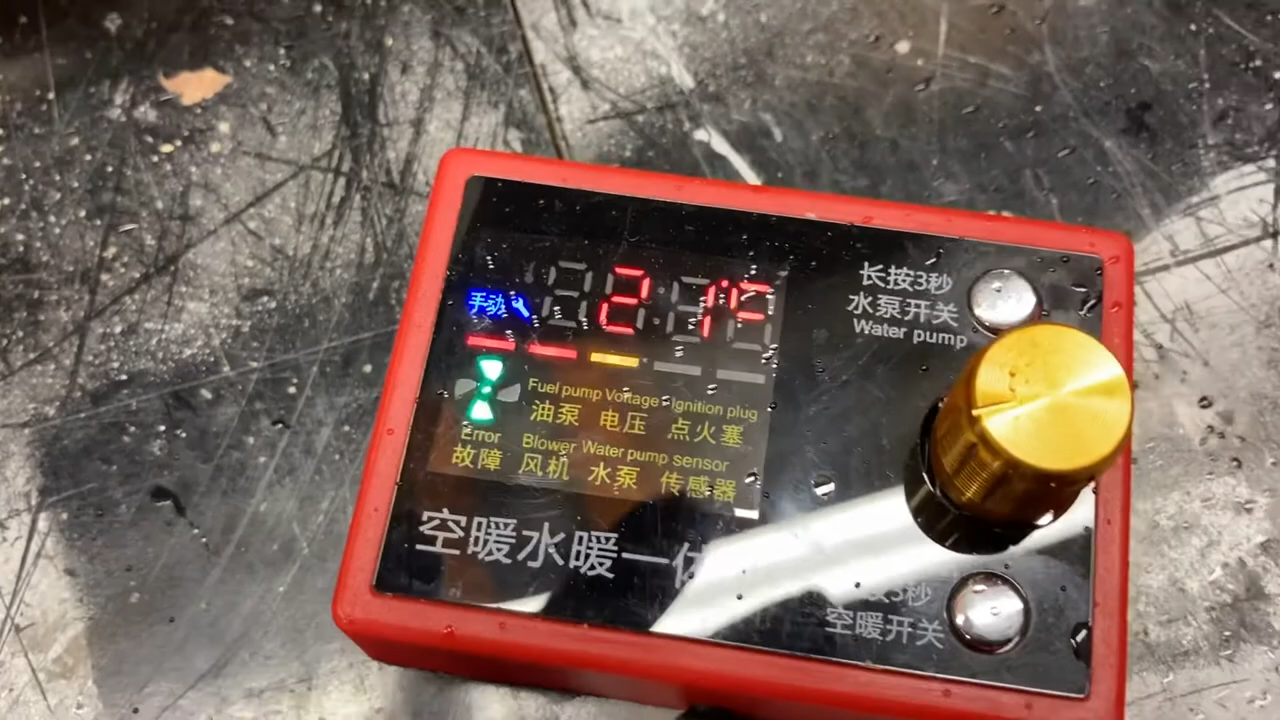 手动
21℃
长按3秒
水泵开关
Water pump
Fuel pump Voltage Ignition plug
油泵 电压 点火塞
Error Blower Water pump sensor
故障 风机 水泵 传感器
空暖水暖一体
按3秒
空暖开关